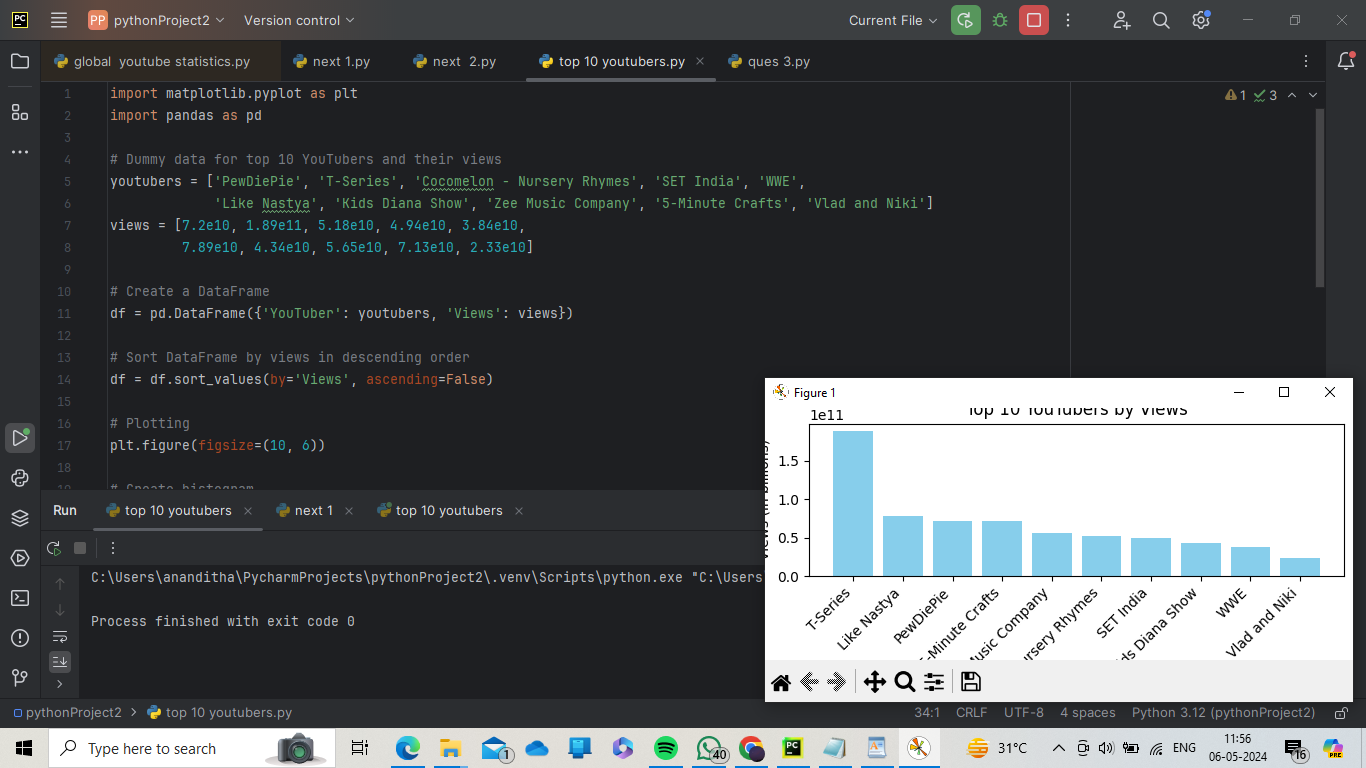 PC PP pythonProject2 Version control Current File
global youtube statistics.py next 1.py next 2.py top 10 youtubers.py ques 3.py
1 import matplotlib.pyplot as plt
2 import pandas as pd
3
4 # Dummy data for top 10 YouTubers and their views
5 youtubers = ['PewDiePie', 'T-Series', 'Cocomelon - Nursery Rhymes', 'SET India', 'WWE',
6 'Like Nastya', 'Kids Diana Show', 'Zee Music Company', '5-Minute Crafts', 'Vlad and Niki']
7 views = [7.2e10, 1.89e11, 5.18e10, 4.94e10, 3.84e10,
8 7.89e10, 4.34e10, 5.65e10, 7.13e10, 2.33e10]
9
10 # Create a DataFrame
11 df = pd.DataFrame({'YouTuber': youtubers, 'Views': views})
12
13 # Sort DataFrame by views in descending order
14 df = df.sort_values(by='Views', ascending=False)
15
16 # Plotting
17 plt.figure(figsize=(10, 6))
18
19 # Create histogram
1 3
Figure 1
Top 10 YouTubers by Views
1e11
Views (in billions)
1.5
1.0
0.5
0.0
T-Series
Like Nastya
PewDiePie
5-Minute Crafts
Music Company
ursery Rhymes
SET India
ids Diana Show
WWE
Vlad and Niki
Run top 10 youtubers next 1 top 10 youtubers
C:\Users\ananditha\PycharmProjects\pythonProject2\.venv\Scripts\python.exe "C:\Users
Process finished with exit code 0
pythonProject2 > top 10 youtubers.py 34:1 CRLF UTF-8 4 spaces Python 3.12 (pythonProject2)
Type here to search 1 40 PC 31°C ENG 11:56 16 PRE
06-05-2024